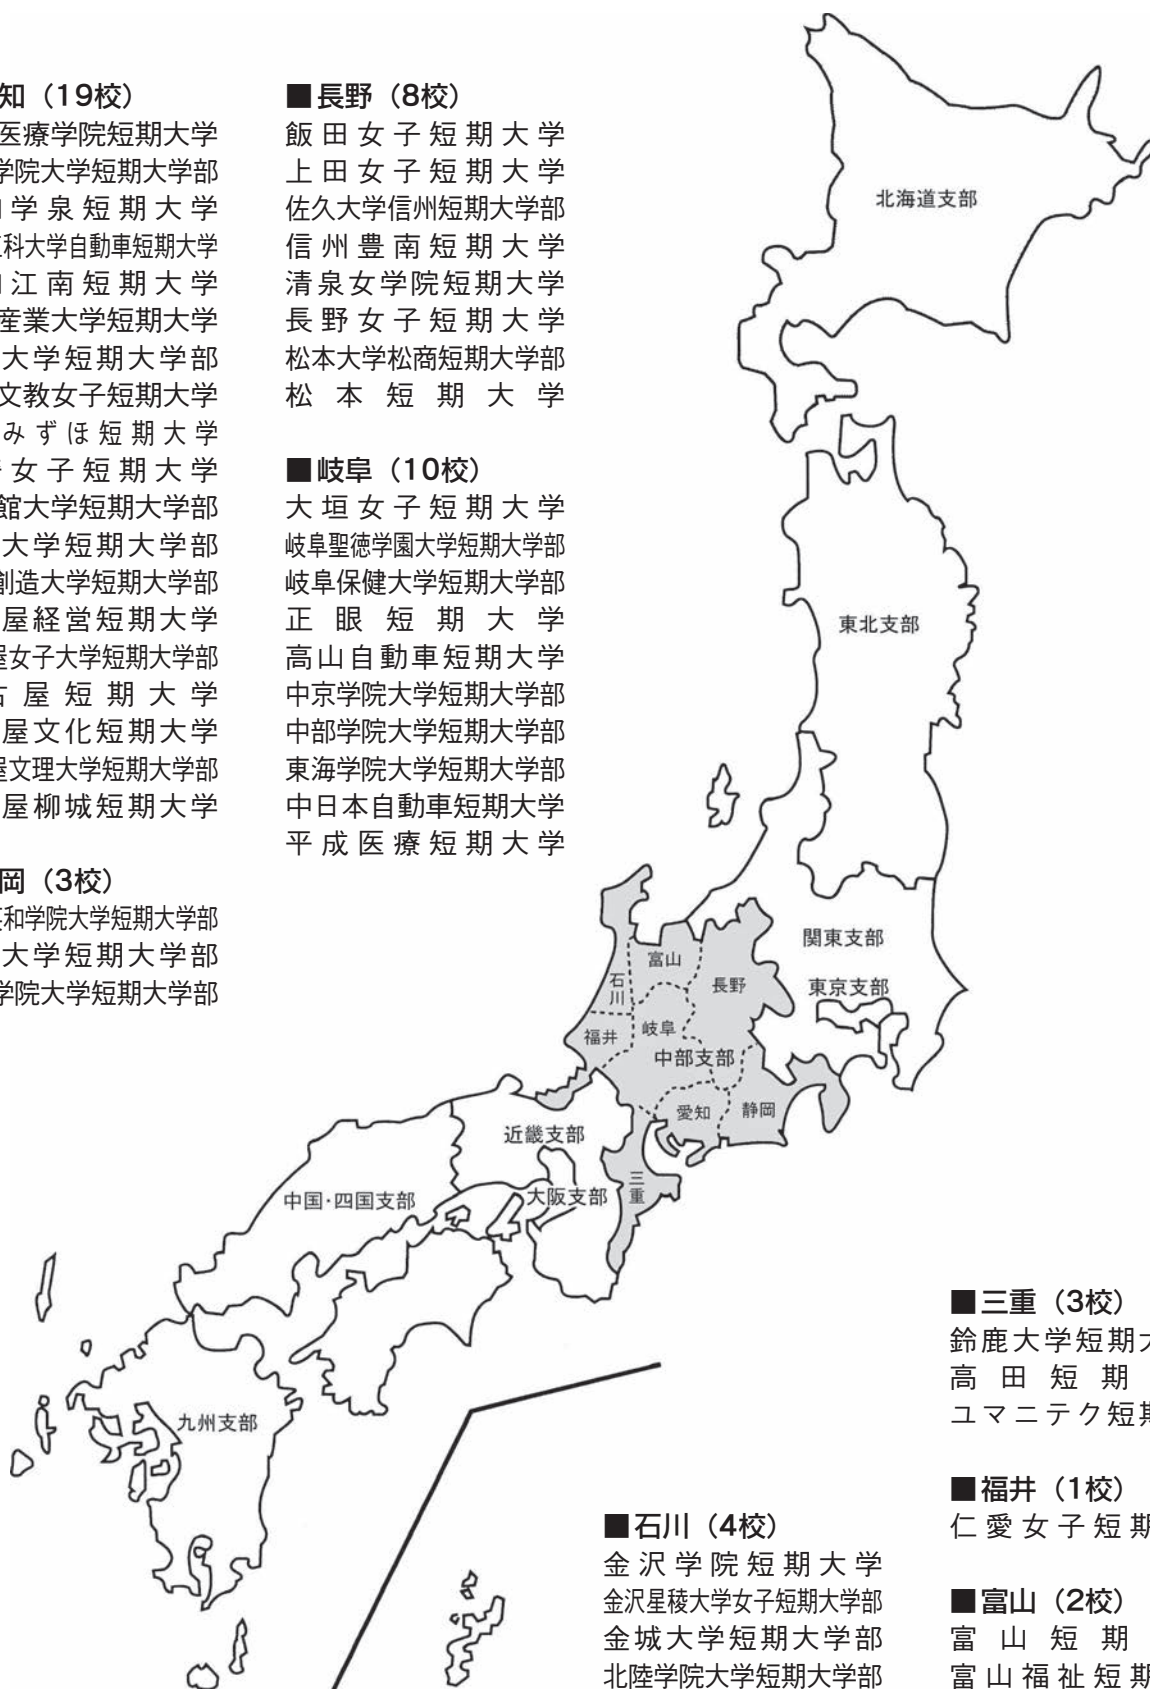 知（19校）
医療学院短期大学
学院大学短期大学部
学泉短期大学
科大学自動車短期大学
江南短期大学
産業大学短期大学
大学短期大学部
文教女子短期大学
みずほ短期大学
女子短期大学
館大学短期大学部
大学短期大学部
創造大学短期大学部
屋経営短期大学
屋女子大学短期大学部
古屋短期大学
屋文化短期大学
屋文理大学短期大学部
屋柳城短期大学
岡（3校）
和学院大学短期大学部
大学短期大学部
学院大学短期大学部
■長野（8校）
飯田女子短期大学
上田女子短期大学
佐久大学信州短期大学部
信州豊南短期大学
清泉女学院短期大学
長野女子短期大学
松本大学松商短期大学部
松本短期大学
■岐阜（10校）
大垣女子短期大学
岐阜聖徳学園大学短期大学部
岐阜保健大学短期大学部
正眼短期大学
高山自動車短期大学
中京学院大学短期大学部
中部学院大学短期大学部
東海学院大学短期大学部
中日本自動車短期大学
平成医療短期大学
北海道支部
東北支部
関東支部
東京支部
富山
石川
長野
福井
岐阜
中部支部
愛知
静岡
三重
近畿支部
大阪支部
中国・四国支部
九州支部
■石川（4校）
金沢学院短期大学
金沢星稜大学女子短期大学部
金城大学短期大学部
北陸学院大学短期大学部
■三重（3校）
鈴鹿大学短期大
高田短期
ユマニテク短期
■福井（1校）
仁愛女子短期
■富山（2校）
富山短期
富山福祉短期